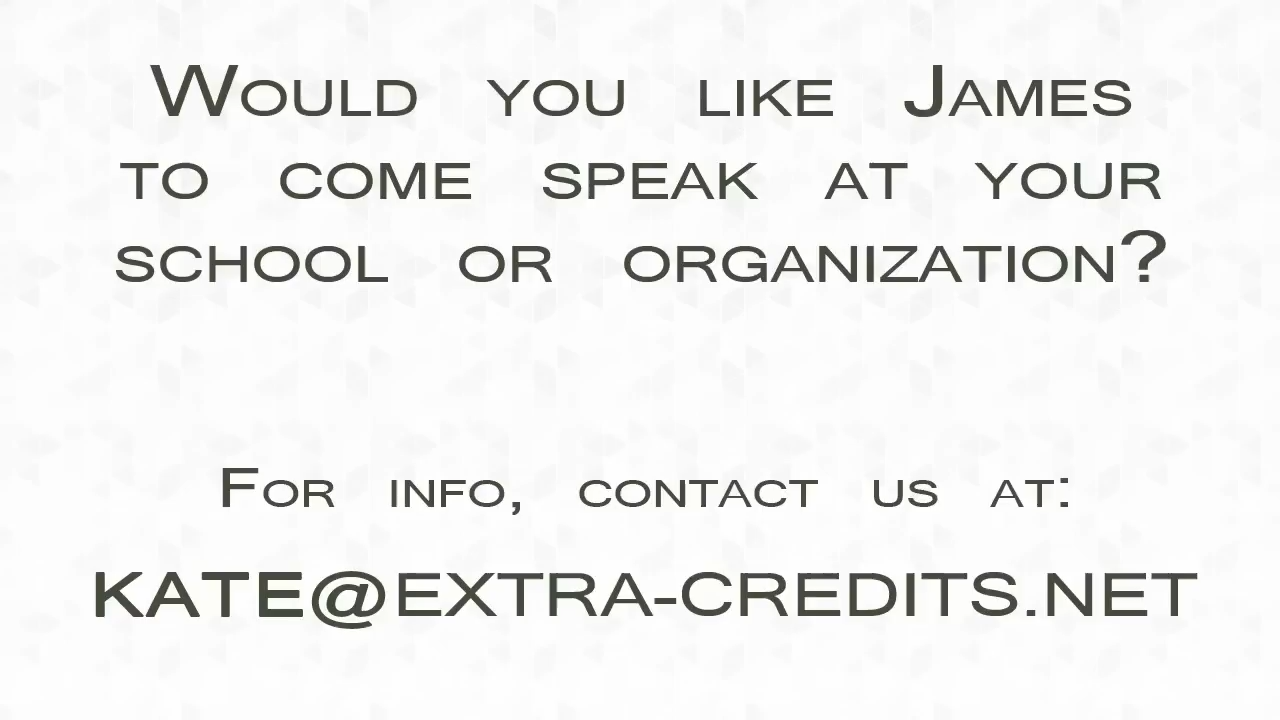 Would you like James
to come speak at your
school or organization?
For info, contact us at:
KATE@EXTRA-CREDITS.NET